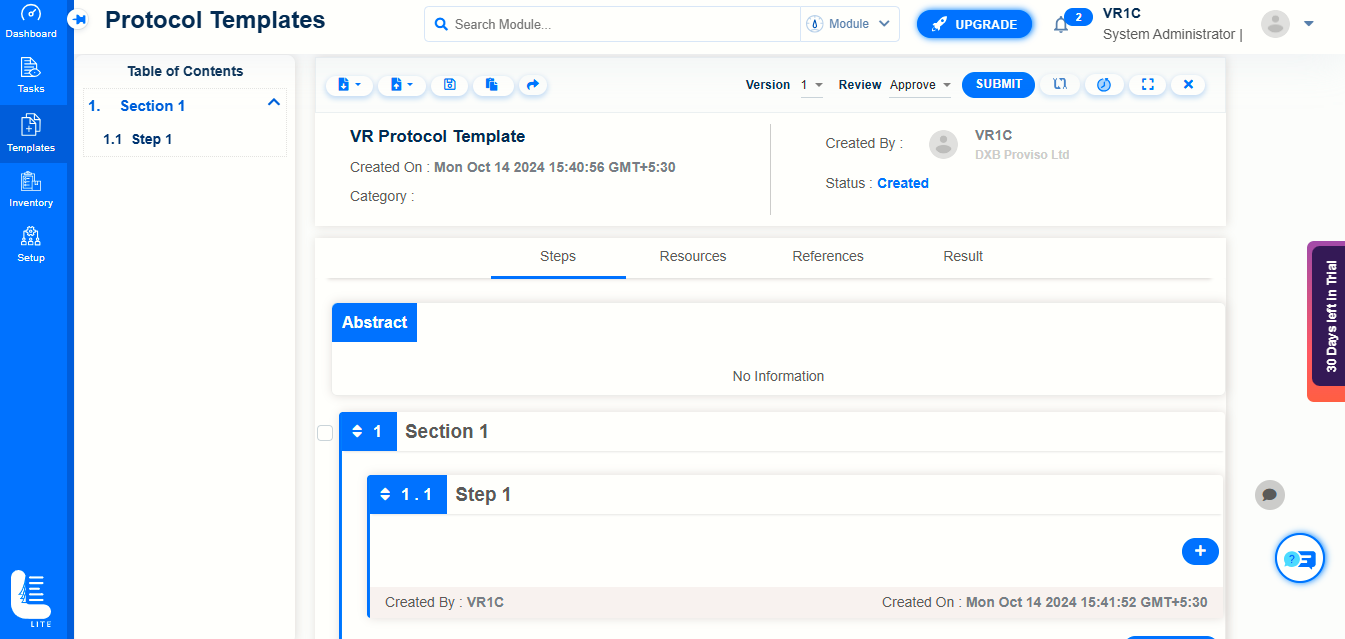 Protocol Templates
Search Module...
Module
UPGRADE
2
VR1C
System Administrator |
Dashboard
Tasks
Templates
Inventory
Setup
LITE
Table of Contents
1. Section 1
1.1 Step 1
Version 1 Review Approve SUBMIT
VR Protocol Template
Created On : Mon Oct 14 2024 15:40:56 GMT+5:30
Category :
Created By : VR1C
DXB Proviso Ltd
Status : Created
Steps Resources References Result
Abstract
No Information
1 Section 1
1 . 1 Step 1
Created By : VR1C Created On : Mon Oct 14 2024 15:41:52 GMT+5:30
30 Days left In Trial